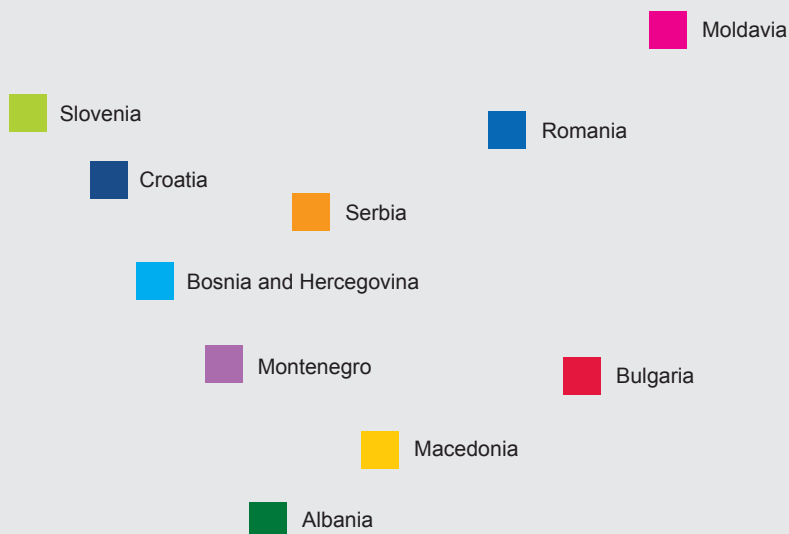 Moldavia
Slovenia
Romania
Croatia
Serbia
Bosnia and Hercegovina
Montenegro
Bulgaria
Macedonia
Albania